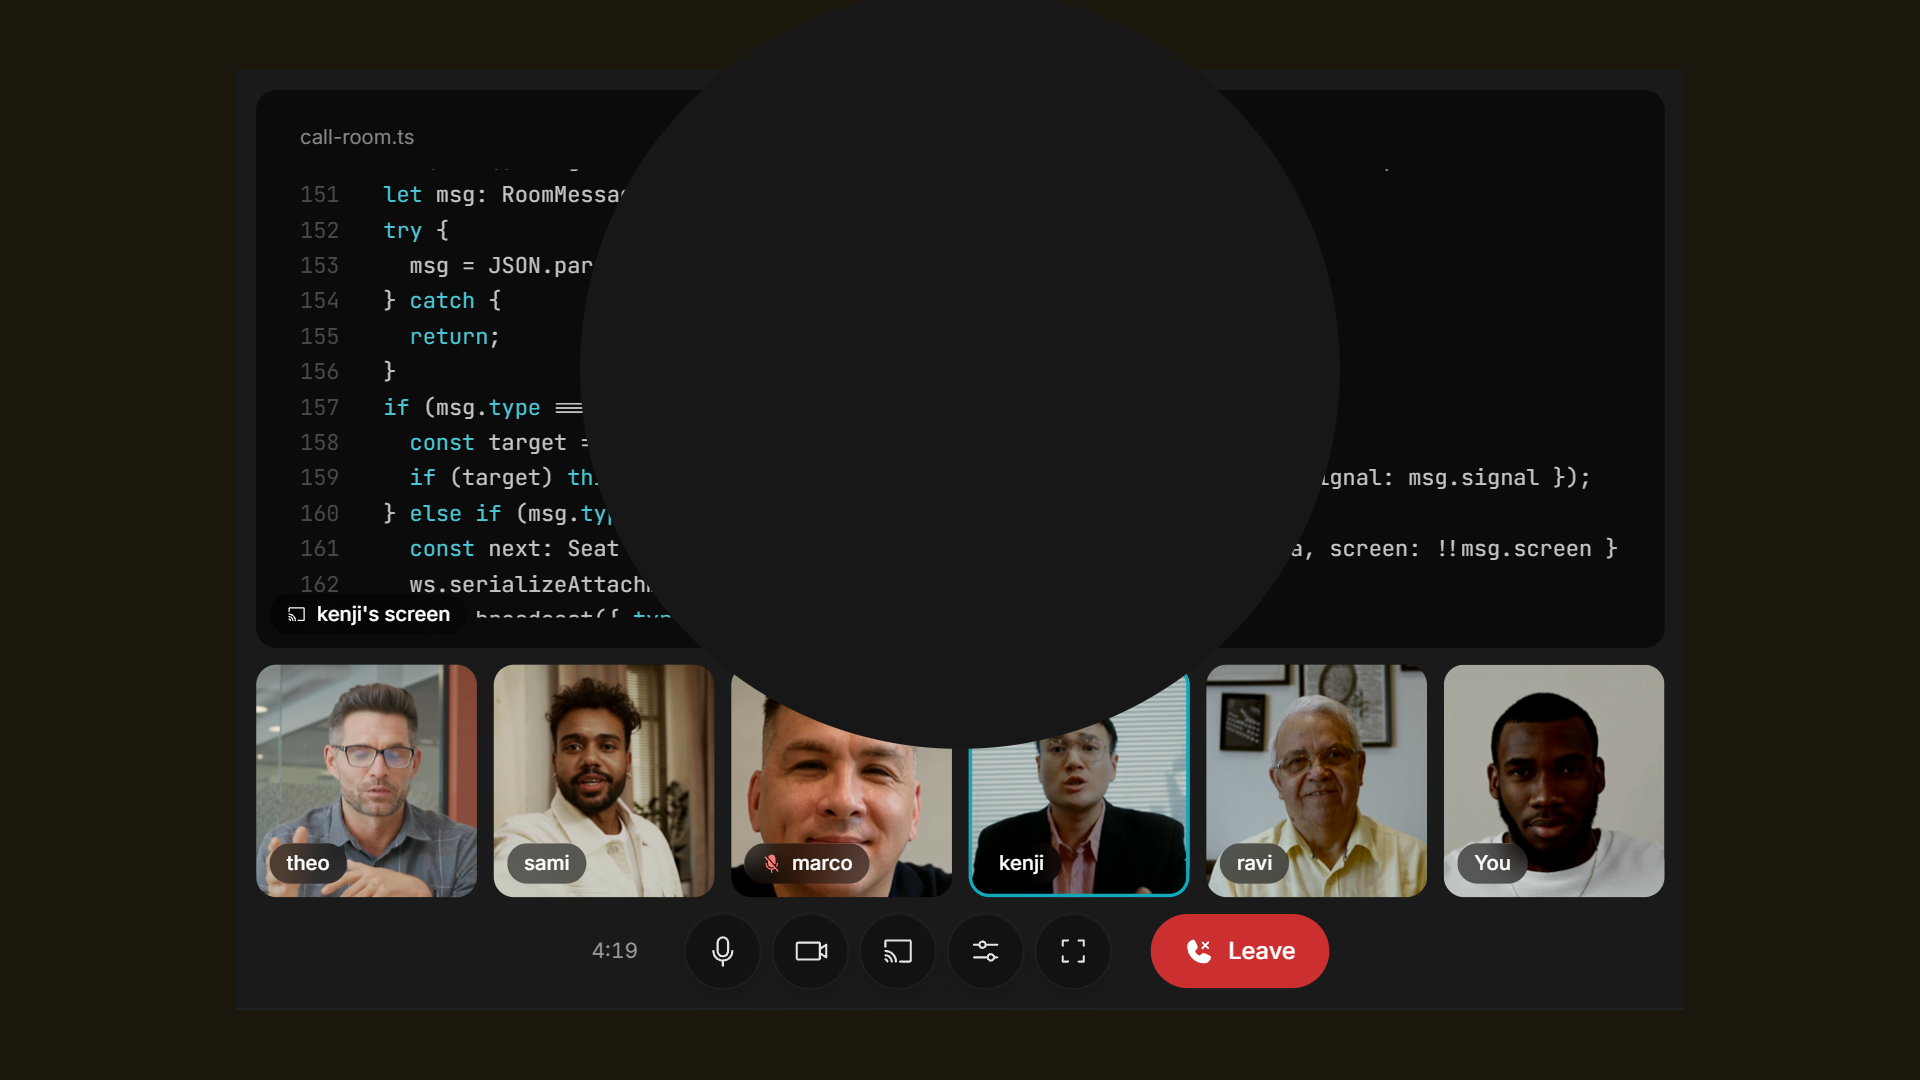 call-room.ts
151 let msg: RoomMessa
152 try {
153 msg = JSON.par
154 } catch {
155 return;
156 }
157 if (msg.type ===
158 const target =
159 if (target) thi gnal: msg.signal });
160 } else if (msg.typ
161 const next: Seat a, screen: !!msg.screen }
162 ws.serializeAttach
kenji's screen
theo
sami
marco
kenji
ravi
You
4:19
Leave